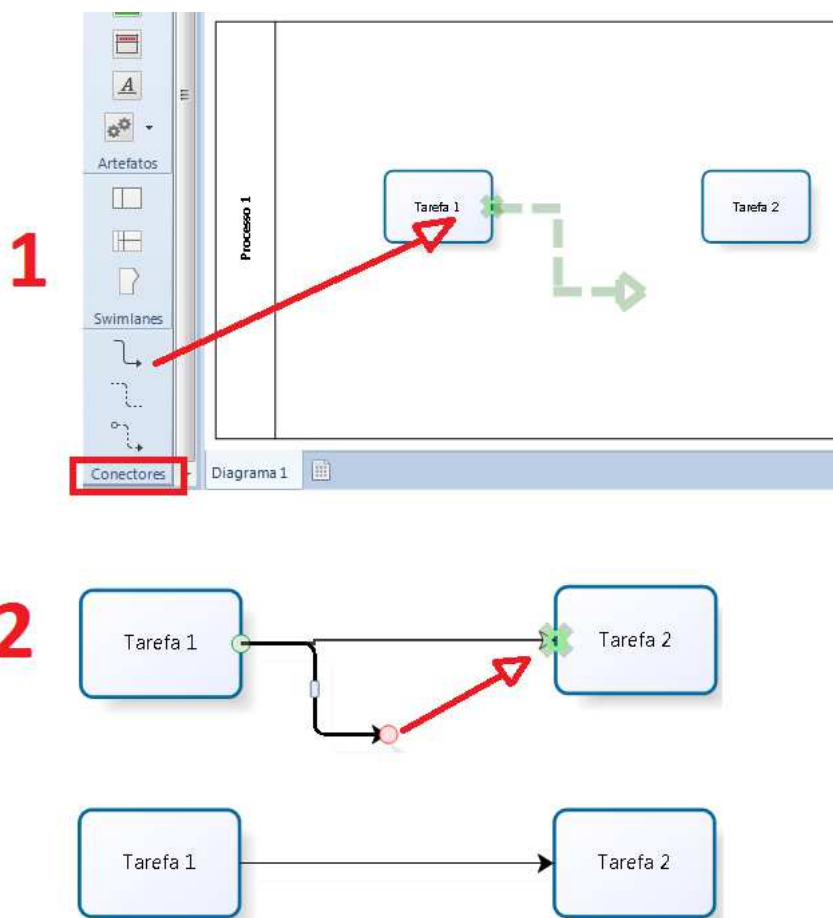 A
Artefatos
1
Processo 1
Tarefa 1
Tarefa 2
Swimlanes
Conectores
Diagrama 1
2
Tarefa 1
Tarefa 2
Tarefa 1
Tarefa 2